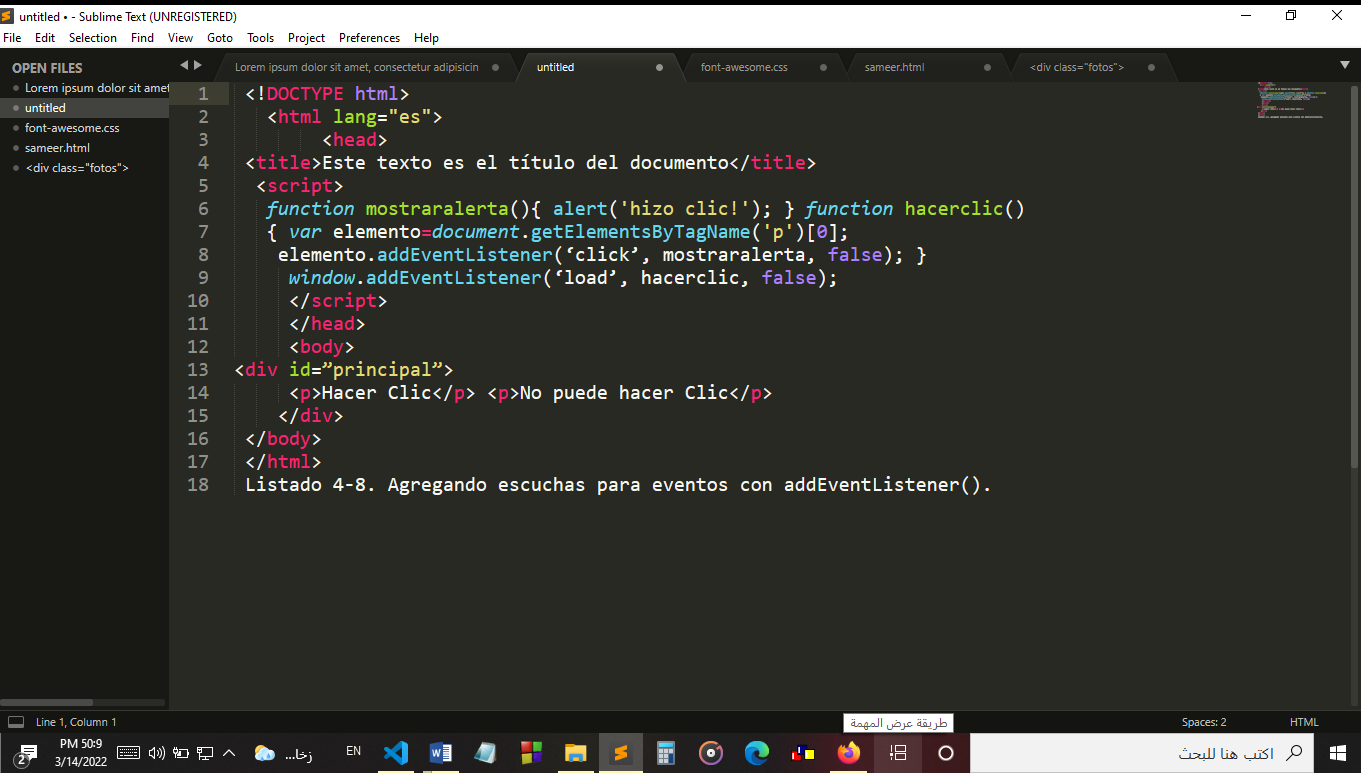 untitled • - Sublime Text (UNREGISTERED)
File Edit Selection Find View Goto Tools Project Preferences Help
OPEN FILES
Lorem ipsum dolor sit amet
untitled
font-awesome.css
sameer.html
<div class="fotos">
Lorem ipsum dolor sit amet, consectetur adipisicin
untitled
font-awesome.css
sameer.html
<div class="fotos">
1 <!DOCTYPE html>
2 <html lang="es">
3 <head>
4 <title>Este texto es el título del documento</title>
5 <script>
6 function mostraralerta(){ alert('hizo clic!'); } function hacerclic()
7 { var elemento=document.getElementsByTagName('p')[0];
8 elemento.addEventListener(‘click’, mostraralerta, false); }
9 window.addEventListener(‘load’, hacerclic, false);
10 </script>
11 </head>
12 <body>
13 <div id=”principal”>
14 <p>Hacer Clic</p> <p>No puede hacer Clic</p>
15 </div>
16 </body>
17 </html>
18 Listado 4-8. Agregando escuchas para eventos con addEventListener().
Line 1, Column 1
Spaces: 2
HTML
طريقة عرض المهمة
2
PM 50:9
3/14/2022
زخا...
EN
اكتب هنا للبحث